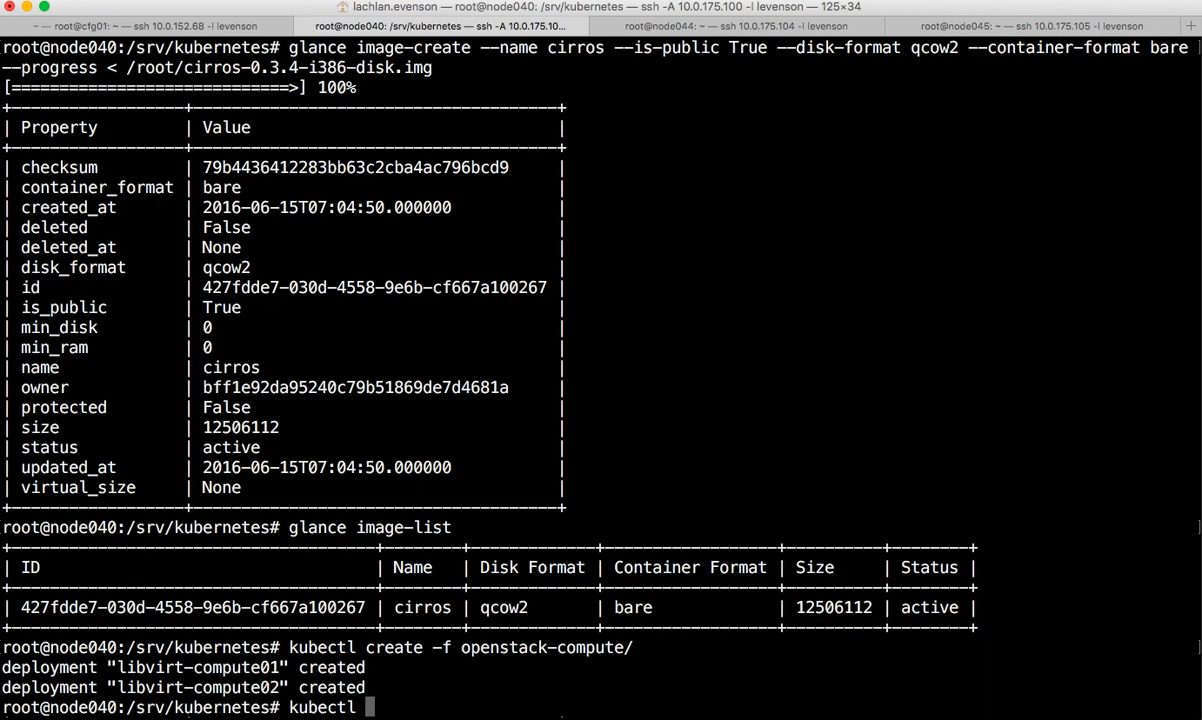 lachlan.evenson — root@node040: /srv/kubernetes — ssh -A 10.0.175.100 -l levenson — 125×34
~ — root@cfg01: ~ — ssh 10.0.152.68 -l levenson
root@node040: /srv/kubernetes — ssh -A 10.0.175.10...
root@node044: ~ — ssh 10.0.175.104 -l levenson
root@node045: ~ — ssh 10.0.175.105 -l levenson
[root@node040:/srv/kubernetes# glance image-create --name cirros --is-public True --disk-format qcow2 --container-format bare ]
--progress < /root/cirros-0.3.4-i386-disk.img
[=============================>] 100%
+------------------+--------------------------------------+
| Property | Value |
+------------------+--------------------------------------+
| checksum | 79b4436412283bb63c2cba4ac796bcd9 |
| container_format | bare |
| created_at | 2016-06-15T07:04:50.000000 |
| deleted | False |
| deleted_at | None |
| disk_format | qcow2 |
| id | 427fdde7-030d-4558-9e6b-cf667a100267 |
| is_public | True |
| min_disk | 0 |
| min_ram | 0 |
| name | cirros |
| owner | bff1e92da95240c79b51869de7d4681a |
| protected | False |
| size | 12506112 |
| status | active |
| updated_at | 2016-06-15T07:04:50.000000 |
| virtual_size | None |
+------------------+--------------------------------------+
[root@node040:/srv/kubernetes# glance image-list ]
+--------------------------------------+--------+-------------+------------------+----------+--------+
| ID | Name | Disk Format | Container Format | Size | Status |
+--------------------------------------+--------+-------------+------------------+----------+--------+
| 427fdde7-030d-4558-9e6b-cf667a100267 | cirros | qcow2 | bare | 12506112 | active |
+--------------------------------------+--------+-------------+------------------+----------+--------+
[root@node040:/srv/kubernetes# kubectl create -f openstack-compute/ ]
deployment "libvirt-compute01" created
deployment "libvirt-compute02" created
root@node040:/srv/kubernetes# kubectl